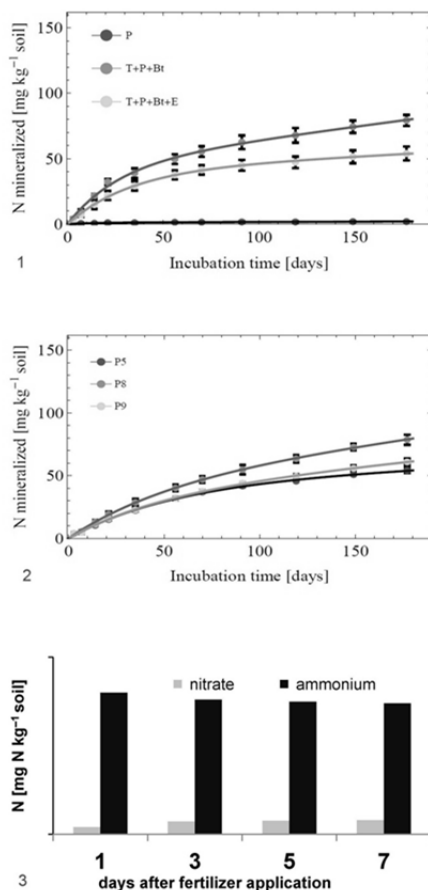 150
100
50
0
N mineralized [mg kg⁻¹ soil]
P
T+P+Bt
T+P+Bt+E
0 50 100 150
Incubation time [days]
1
150
100
50
0
N mineralized [mg kg⁻¹ soil]
P5
P8
P9
0 50 100 150
Incubation time [days]
2
N [mg N kg⁻¹ soil]
nitrate ammonium
1 3 5 7
days after fertilizer application
3